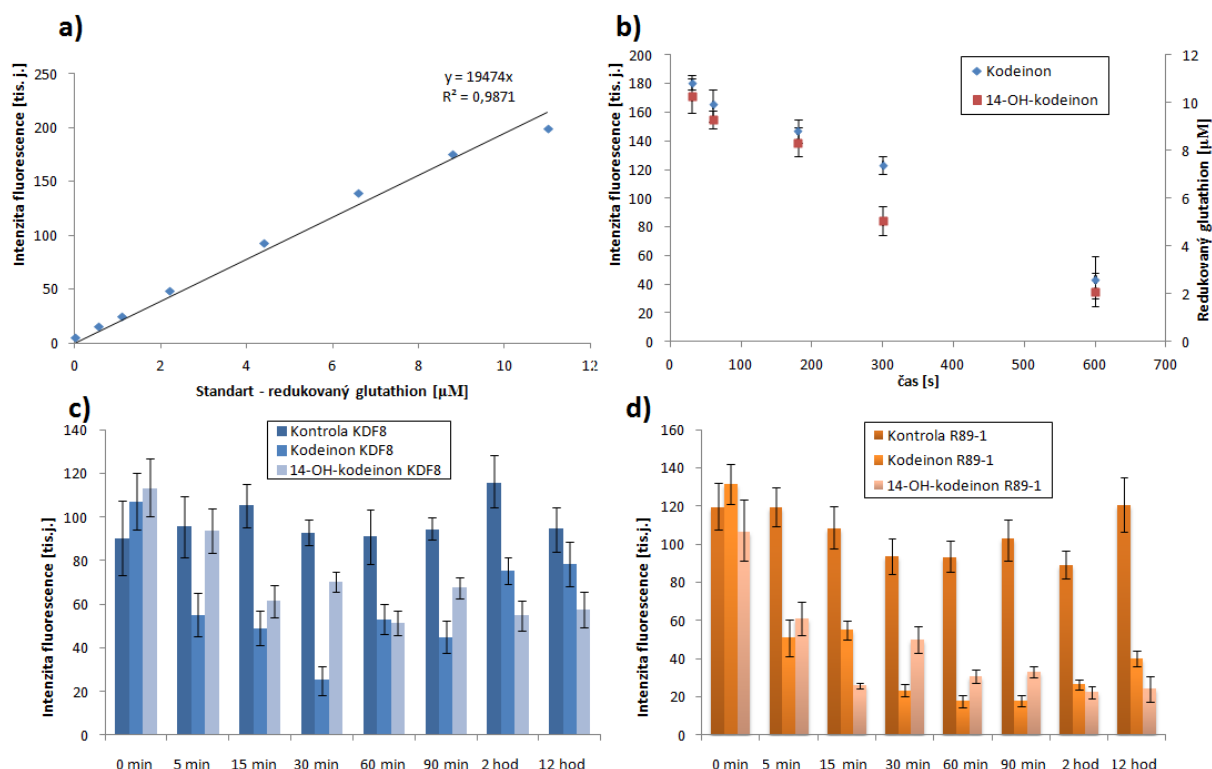 a)
y = 19474x
R² = 0,9871
Intenzita fluorescence [tis. j.]
250
200
150
100
50
0
0 2 4 6 8 10 12
Standart - redukovaný glutathion [µM]
b)
Kodeinon
14-OH-kodeinon
Intenzita fluorescence [tis. j.]
200
180
160
140
120
100
80
60
40
20
0
12
10
8
6
4
2
0
Redukovaný glutathion [µM]
0 100 200 300 400 500 600 700
čas [s]
c)
Kontrola KDF8
Kodeinon KDF8
14-OH-kodeinon KDF8
Intenzita fluorescence [tis.j.]
140
120
100
80
60
40
20
0
0 min 5 min 15 min 30 min 60 min 90 min 2 hod 12 hod
d)
Kontrola R89-1
Kodeinon R89-1
14-OH-kodeinon R89-1
Intenzita fluorescence [tis.j.]
160
140
120
100
80
60
40
20
0
0 min 5 min 15 min 30 min 60 min 90 min 2 hod 12 hod